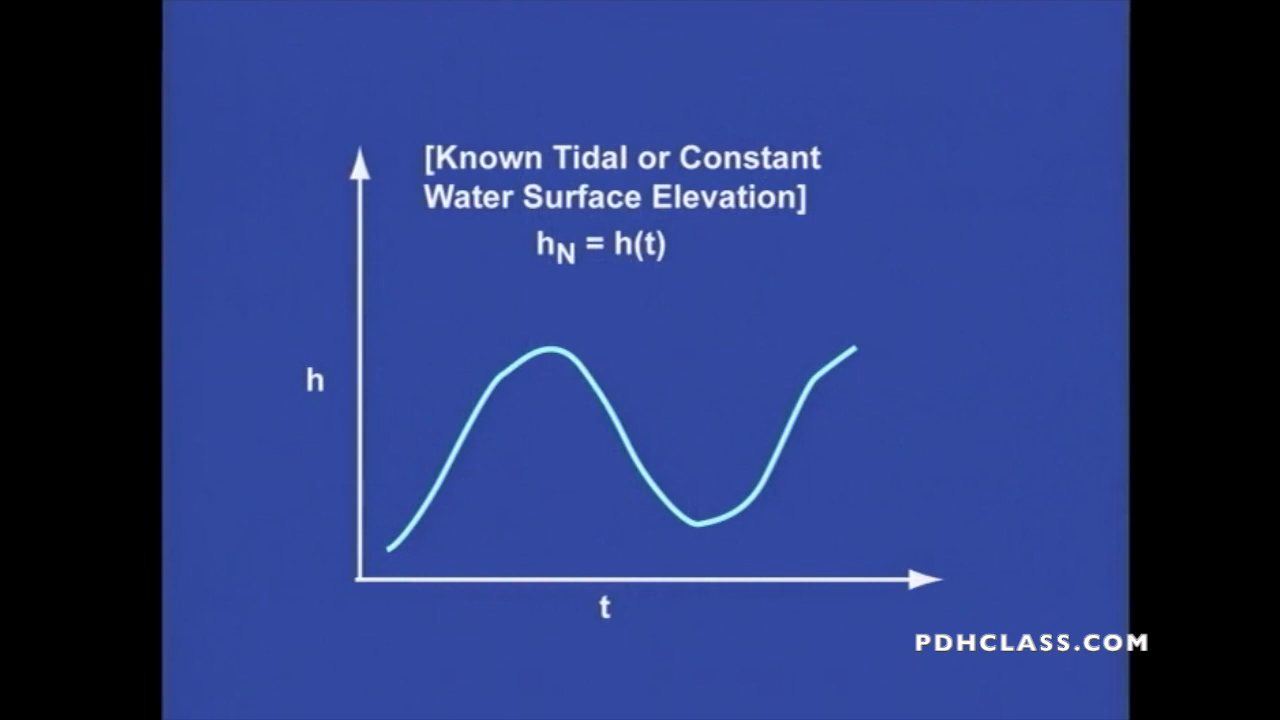 [Known Tidal or Constant
Water Surface Elevation]
hN = h(t)
h
t
PDHCLASS.COM